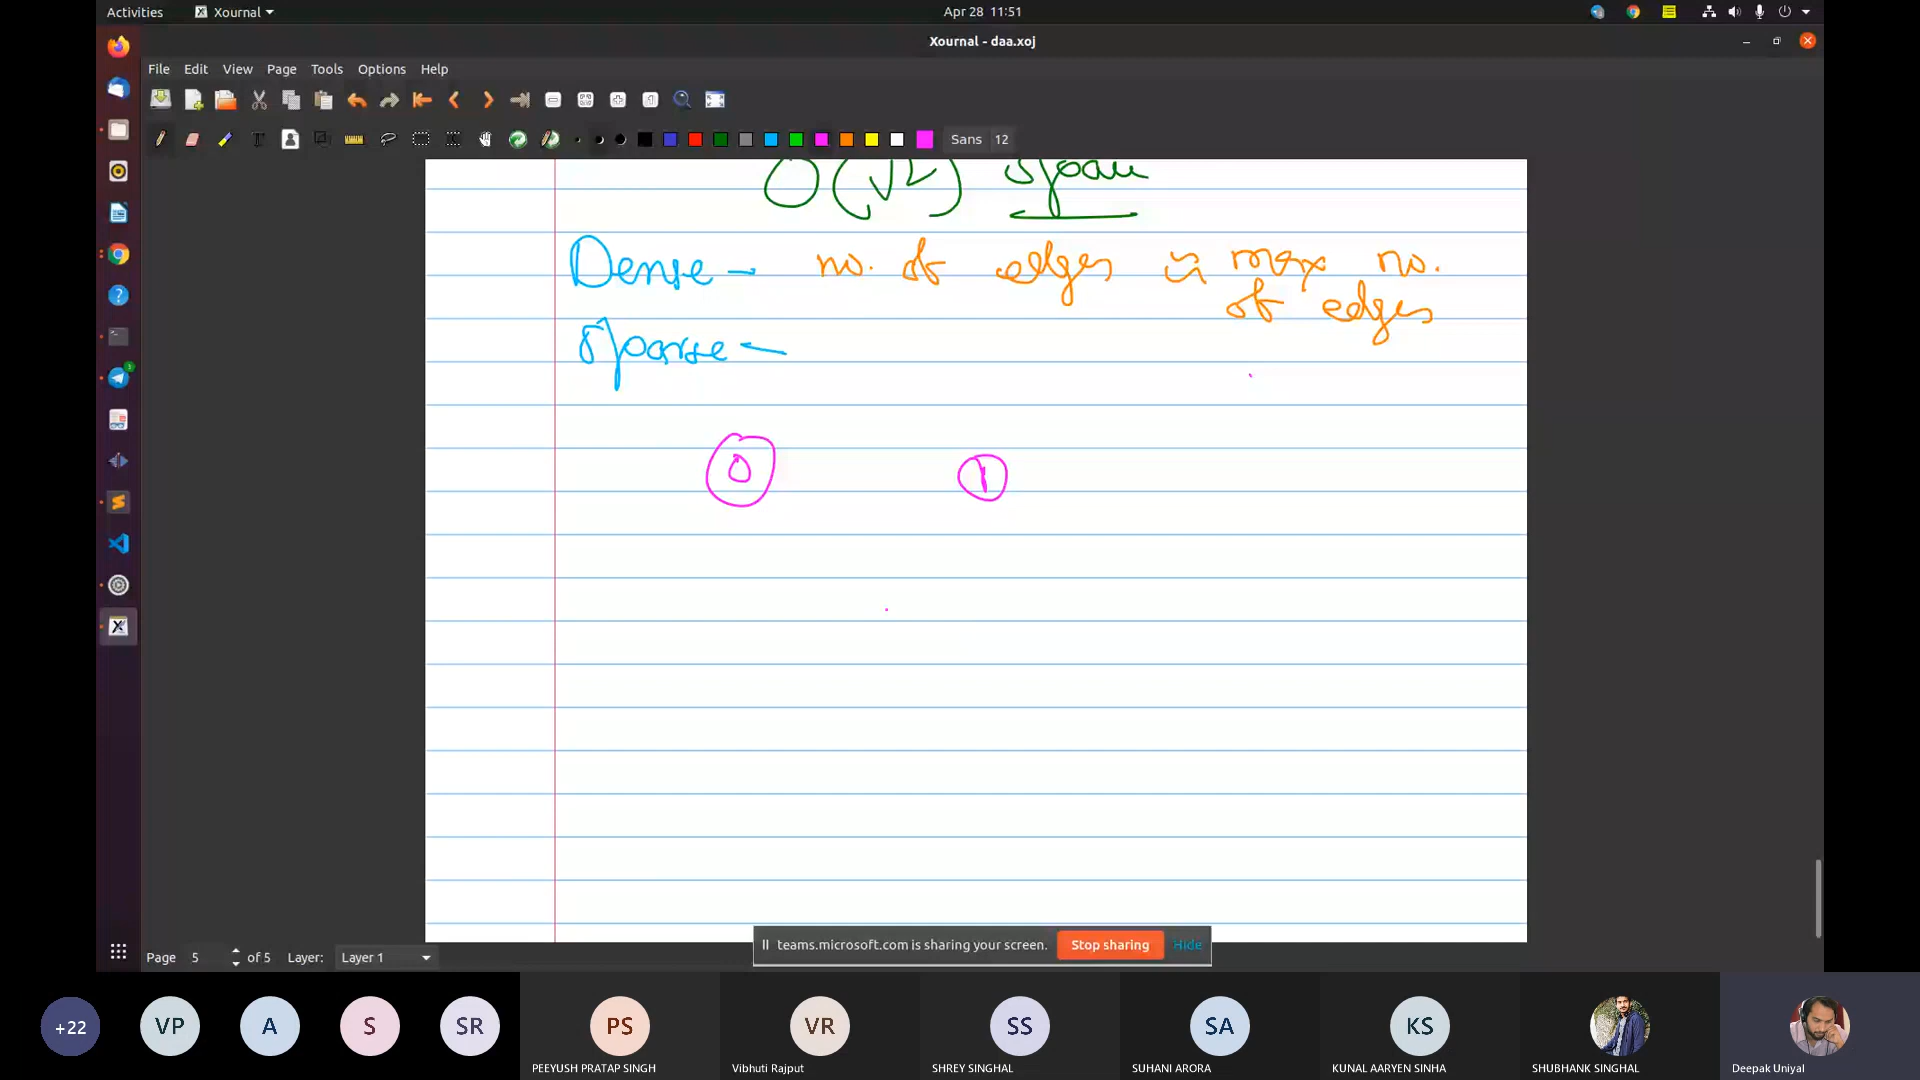 Activities Xournal Apr 28 11:51
Xournal - daa.xoj
File Edit View Page Tools Options Help
Sans 12
O(V²) Space
Dense - no. of edges ≈ max no.
of edges
Sparse -
0 1
teams.microsoft.com is sharing your screen. Stop sharing Hide
Page 5 of 5 Layer: Layer 1
+22 VP A S SR PS VR SS SA KS
PEEYUSH PRATAP SINGH Vibhuti Rajput SHREY SINGHAL SUHANI ARORA KUNAL AARYEN SINHA SHUBHANK SINGHAL Deepak Uniyal